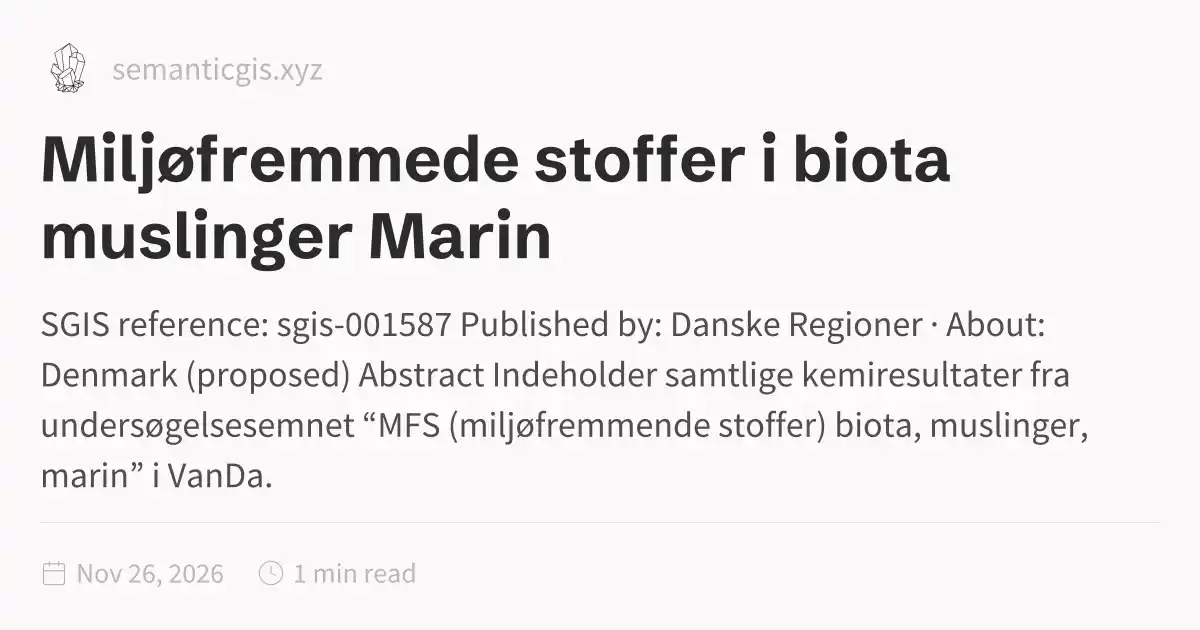 semanticgis.xyz
Miljøfremmede stoffer i biota
muslinger Marin
SGIS reference: sgis-001587 Published by: Danske Regioner · About:
Denmark (proposed) Abstract Indeholder samtlige kemiresultater fra
undersøgelsesemnet “MFS (miljøfremmende stoffer) biota, muslinger,
marin” i VanDa.
Nov 26, 2026 1 min read